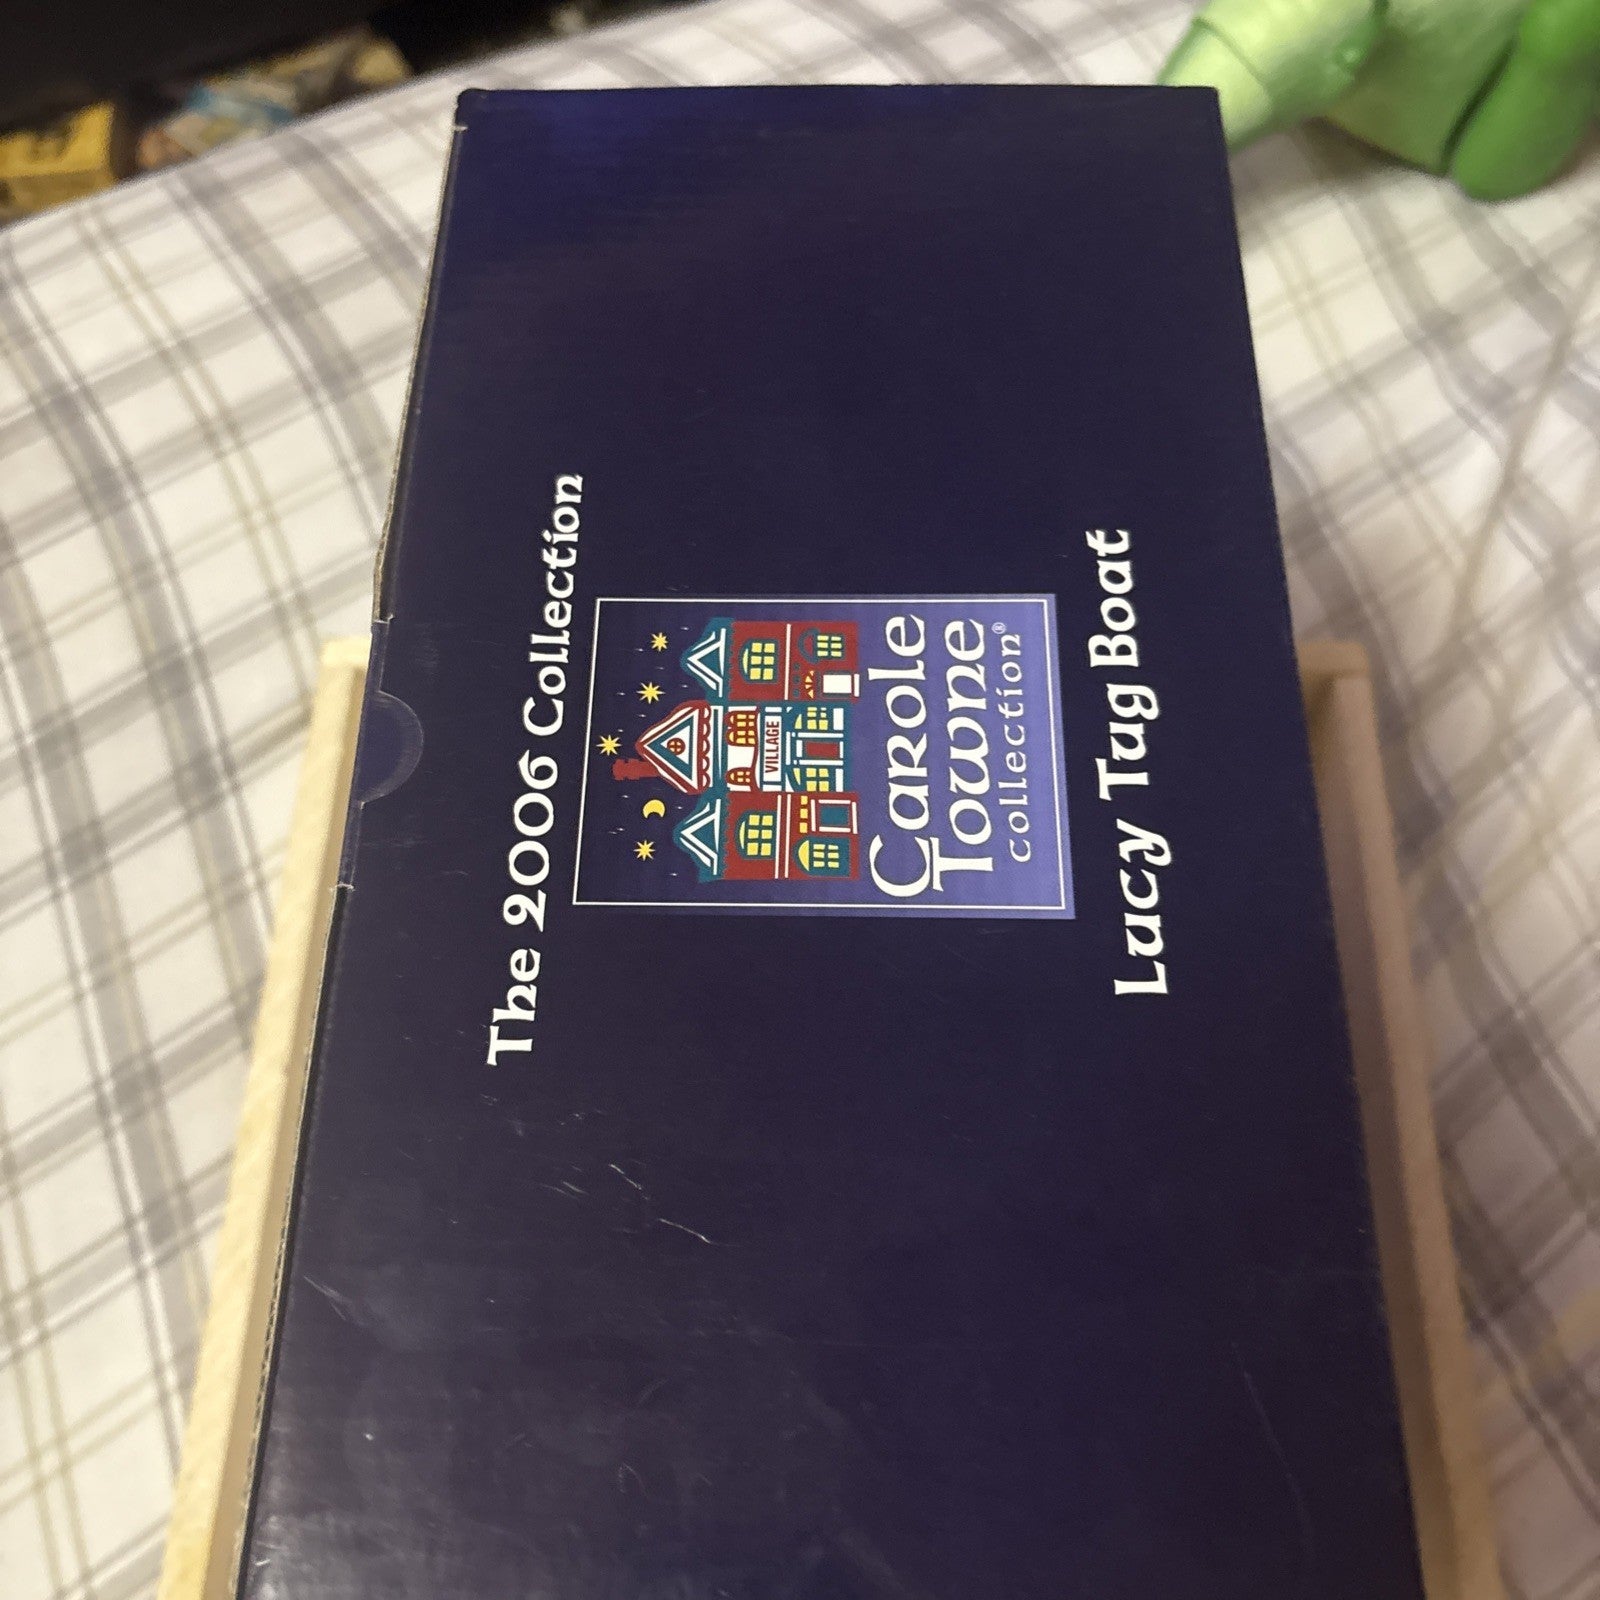 The 2006 Collection
VILLAGE
Carole
Towne
collection®
Lucy Tug Boat